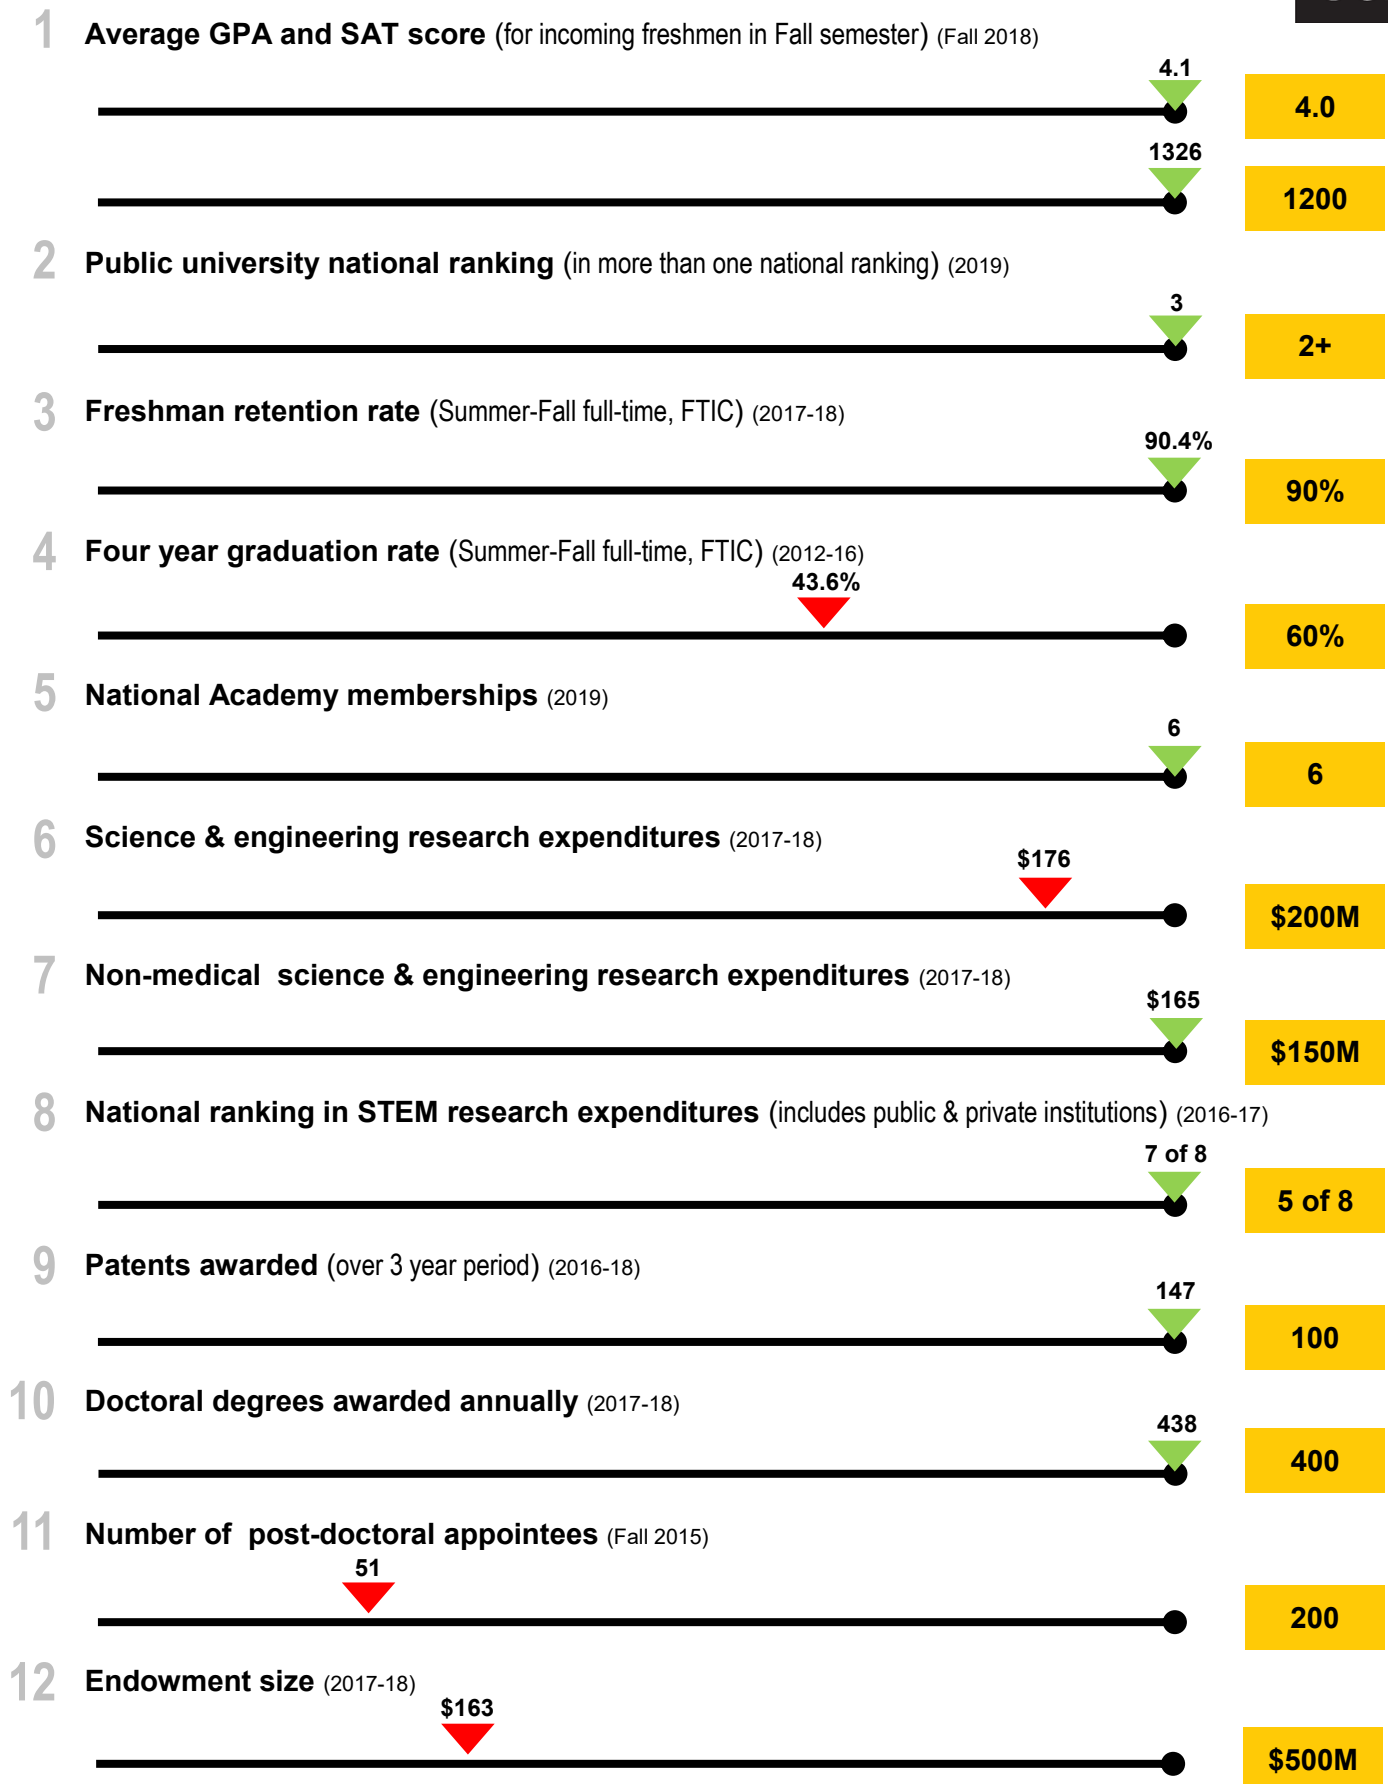 1 Average GPA and SAT score (for incoming freshmen in Fall semester) (Fall 2018)
4.1
4.0
1326
1200
2 Public university national ranking (in more than one national ranking) (2019)
3
2+
3 Freshman retention rate (Summer-Fall full-time, FTIC) (2017-18)
90.4%
90%
4 Four year graduation rate (Summer-Fall full-time, FTIC) (2012-16)
43.6%
60%
5 National Academy memberships (2019)
6
6
6 Science & engineering research expenditures (2017-18)
$176
$200M
7 Non-medical  science & engineering research expenditures (2017-18)
$165
$150M
8 National ranking in STEM research expenditures (includes public & private institutions) (2016-17)
7 of 8
5 of 8
9 Patents awarded (over 3 year period) (2016-18)
147
100
10 Doctoral degrees awarded annually (2017-18)
438
400
11 Number of  post-doctoral appointees (Fall 2015)
51
200
12 Endowment size (2017-18)
$163
$500M